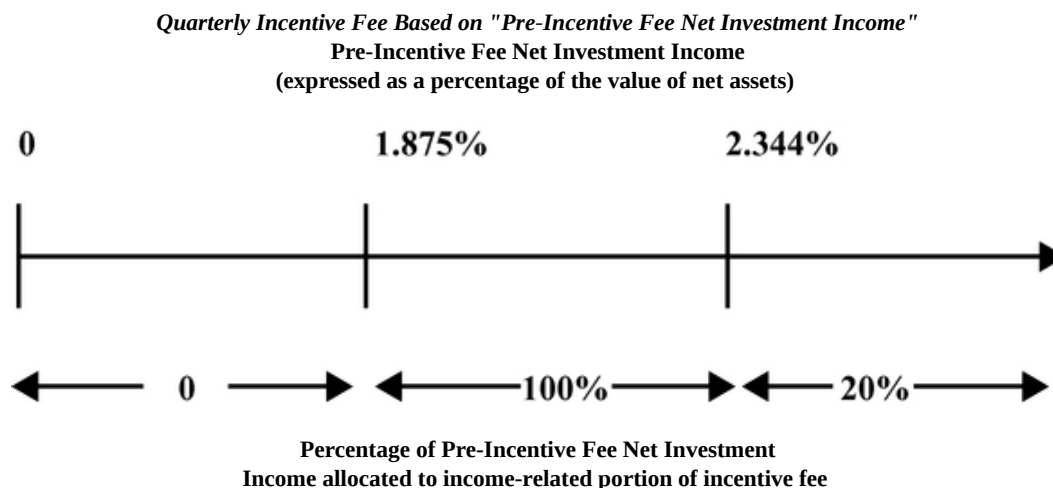 Quarterly Incentive Fee Based on "Pre-Incentive Fee Net Investment Income"
Pre-Incentive Fee Net Investment Income
(expressed as a percentage of the value of net assets)
0 1.875% 2.344%
0 100% 20%
Percentage of Pre-Incentive Fee Net Investment
Income allocated to income-related portion of incentive fee